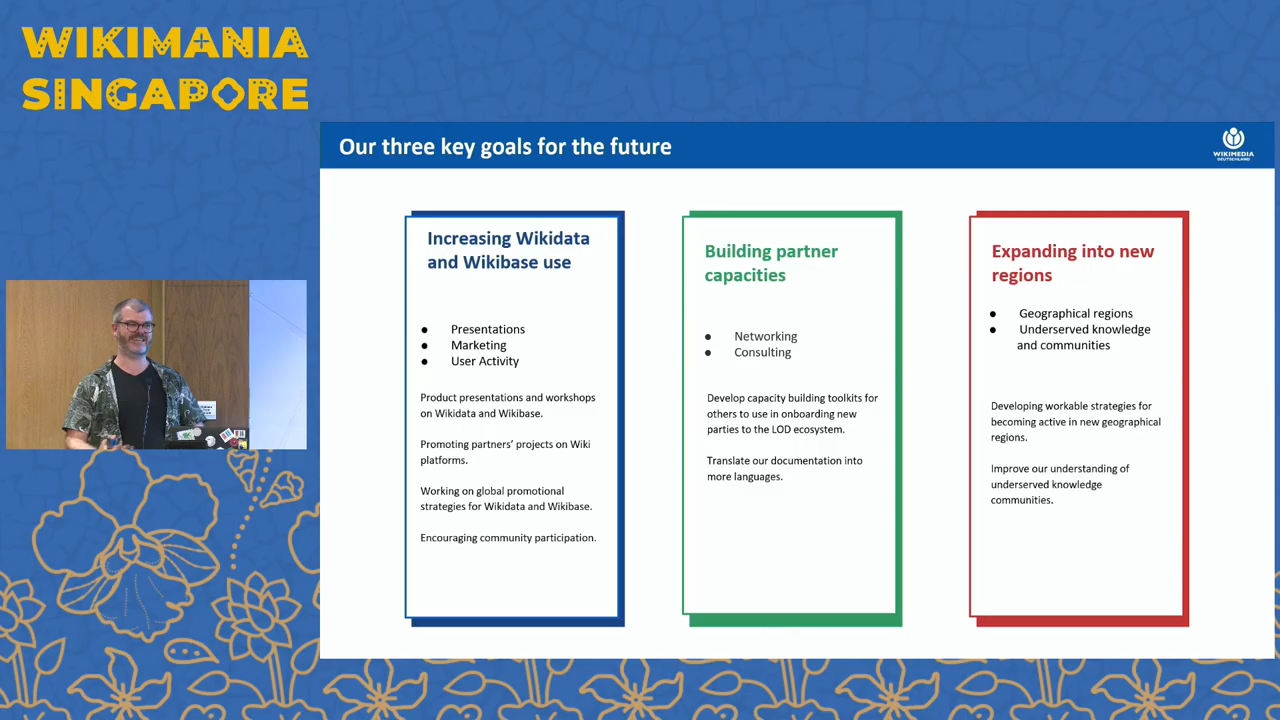 WIKIMANIA
SINGAPORE
Our three key goals for the future
WIKIMEDIA
DEUTSCHLAND
Increasing Wikidata
and Wikibase use
● Presentations
● Marketing
● User Activity
Product presentations and workshops
on Wikidata and Wikibase.
Promoting partners’ projects on Wiki
platforms.
Working on global promotional
strategies for Wikidata and Wikibase.
Encouraging community participation.
Building partner
capacities
● Networking
● Consulting
Develop capacity building toolkits for
others to use in onboarding new
parties to the LOD ecosystem.
Translate our documentation into
more languages.
Expanding into new
regions
● Geographical regions
● Underserved knowledge
and communities
Developing workable strategies for
becoming active in new geographical
regions.
Improve our understanding of
underserved knowledge
communities.